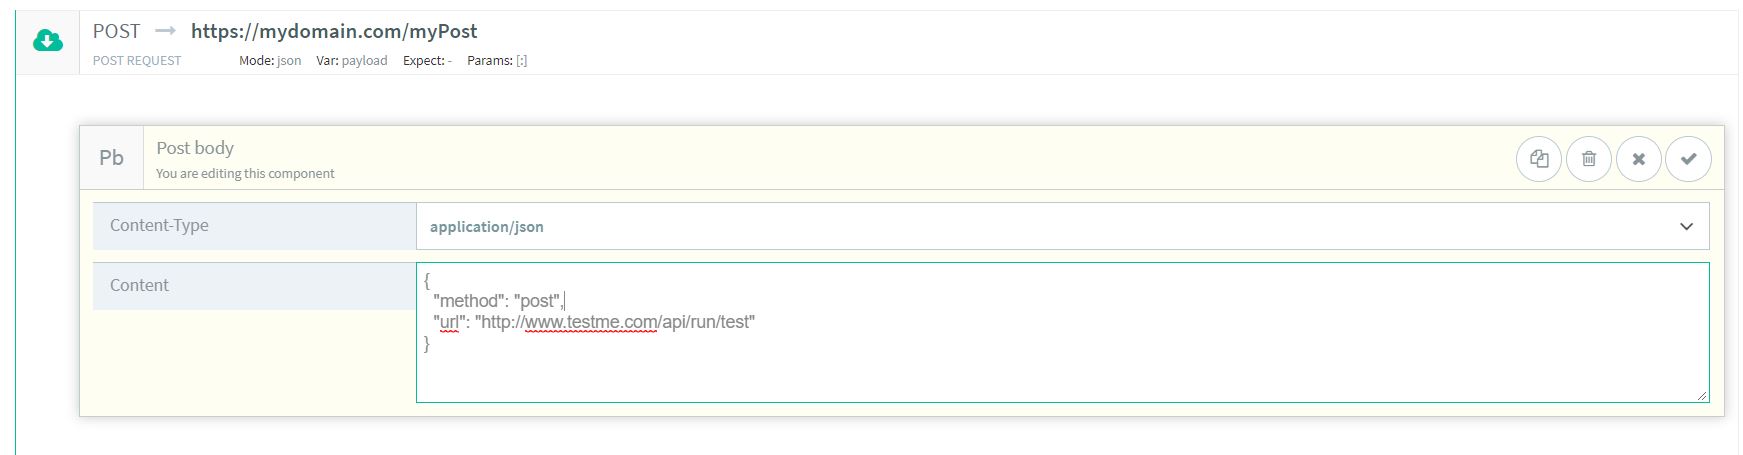 POST → https://mydomain.com/myPost
POST REQUEST Mode: json Var: payload Expect: - Params: [:]
Pb
Post body
You are editing this component
Content-Type application/json
Content
{
"method": "post",
"url": "http://www.testme.com/api/run/test"
}